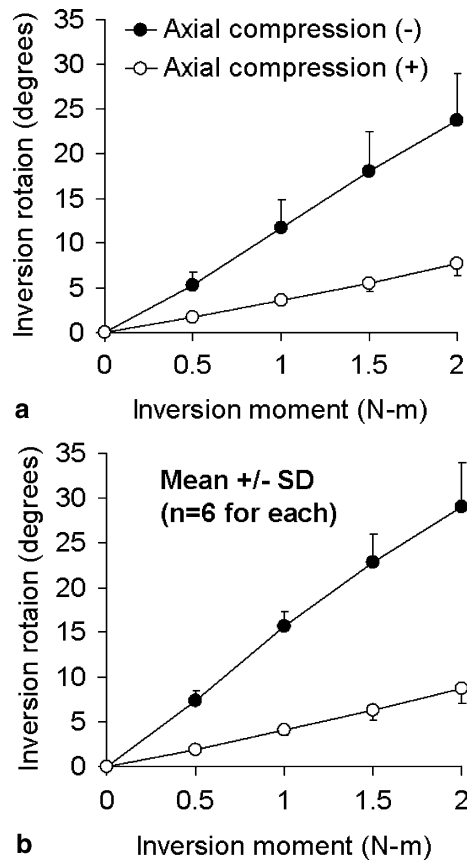 Axial compression (-)
Axial compression (+)
Inversion rotaion (degrees)
35
30
25
20
15
10
5
0
0
0.5
1
1.5
2
a
Inversion moment (N-m)
Mean +/- SD
(n=6 for each)
Inversion rotaion (degrees)
35
30
25
20
15
10
5
0
0
0.5
1
1.5
2
b
Inversion moment (N-m)